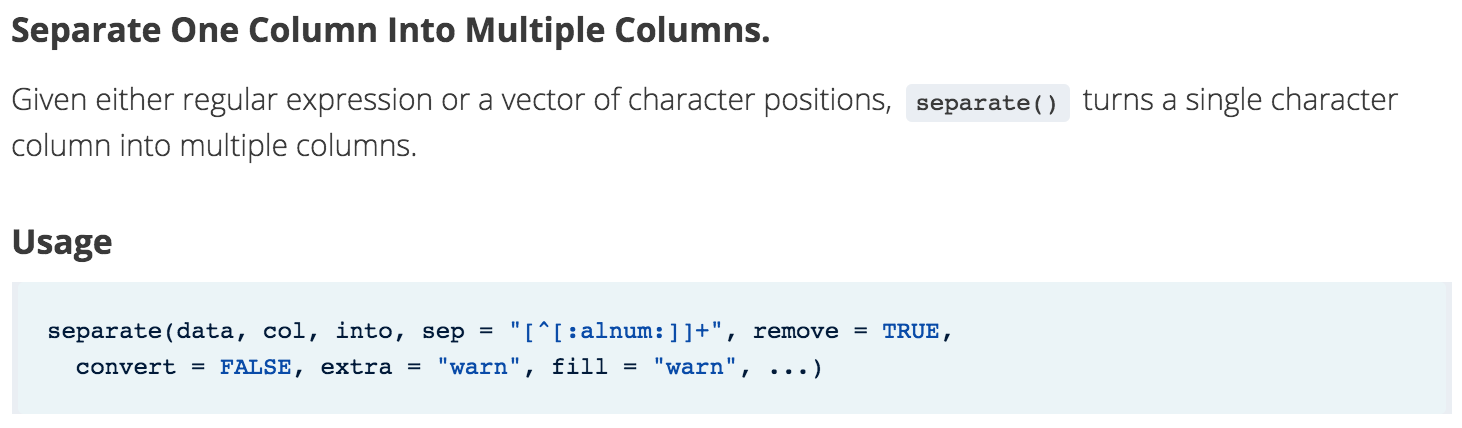 Separate One Column Into Multiple Columns.
Given either regular expression or a vector of character positions, separate() turns a single character
column into multiple columns.
Usage
separate(data, col, into, sep = "[^[:alnum:]]+", remove = TRUE,
  convert = FALSE, extra = "warn", fill = "warn", ...)